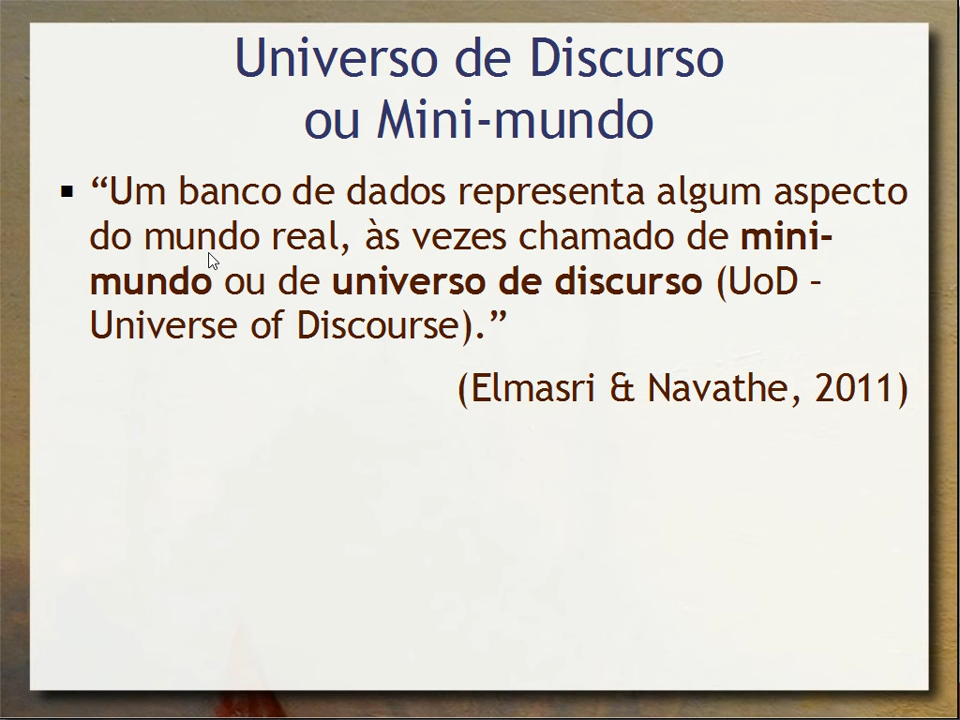 Universo de Discurso
ou Mini-mundo
▪ “Um banco de dados representa algum aspecto
do mundo real, às vezes chamado de mini-
mundo ou de universo de discurso (UoD -
Universe of Discourse).”
(Elmasri & Navathe, 2011)